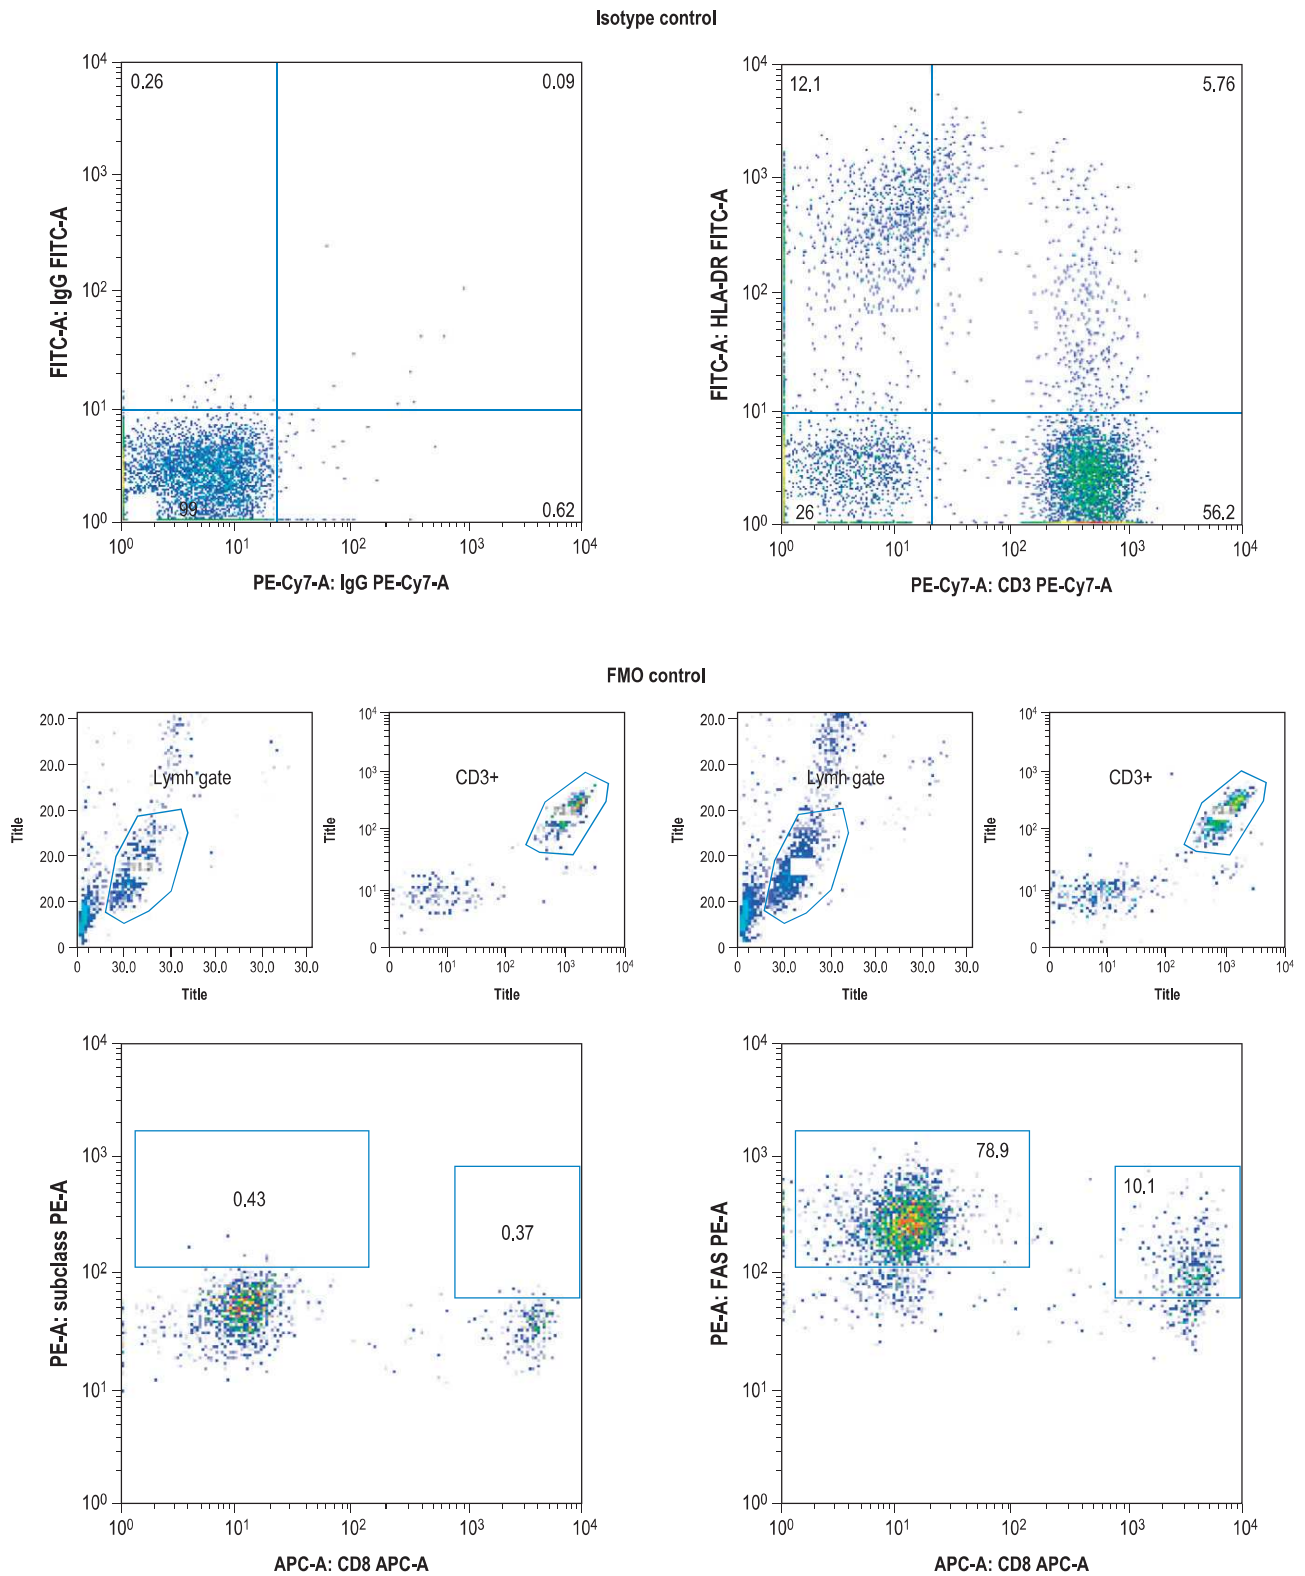 Isotype control
10⁴
0.26
0.09
10³
10²
10¹
10⁰
99
0.62
FITC-A: IgG FITC-A
10⁰ 10¹ 10² 10³ 10⁴
PE-Cy7-A: IgG PE-Cy7-A
10⁴
12.1
5.76
10³
10²
10¹
10⁰
26
56.2
FITC-A: HLA-DR FITC-A
10⁰ 10¹ 10² 10³ 10⁴
PE-Cy7-A: CD3 PE-Cy7-A
FMO control
20.0
20.0
20.0
20.0
20.0
0
Title
Lymh gate
0 30.0 30.0 30.0 30.0 30.0
Title
10⁴
10³
10²
10¹
0
Title
CD3+
0 10¹ 10² 10³ 10⁴
Title
20.0
20.0
20.0
20.0
20.0
0
Title
Lymh gate
0 30.0 30.0 30.0 30.0 30.0
Title
10⁴
10³
10²
10¹
0
Title
CD3+
0 10¹ 10² 10³ 10⁴
Title
10⁴
10³
10²
10¹
10⁰
0.43
0.37
PE-A: subclass PE-A
10⁰ 10¹ 10² 10³ 10⁴
APC-A: CD8 APC-A
10⁴
10³
10²
10¹
10⁰
78.9
10.1
PE-A: FAS PE-A
10⁰ 10¹ 10² 10³ 10⁴
APC-A: CD8 APC-A